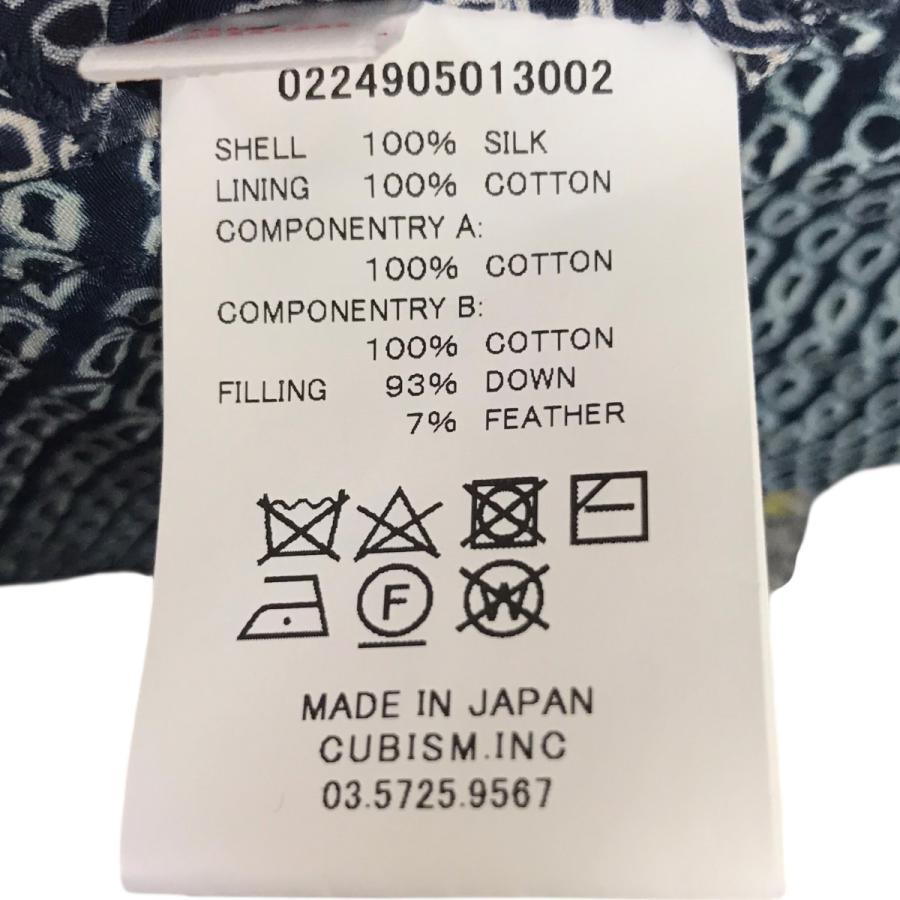 0224905013002
SHELL 100% SILK
LINING 100% COTTON
COMPONENTRY A:
100% COTTON
COMPONENTRY B:
100% COTTON
FILLING 93% DOWN
7% FEATHER
F W
MADE IN JAPAN
CUBISM.INC
03.5725.9567